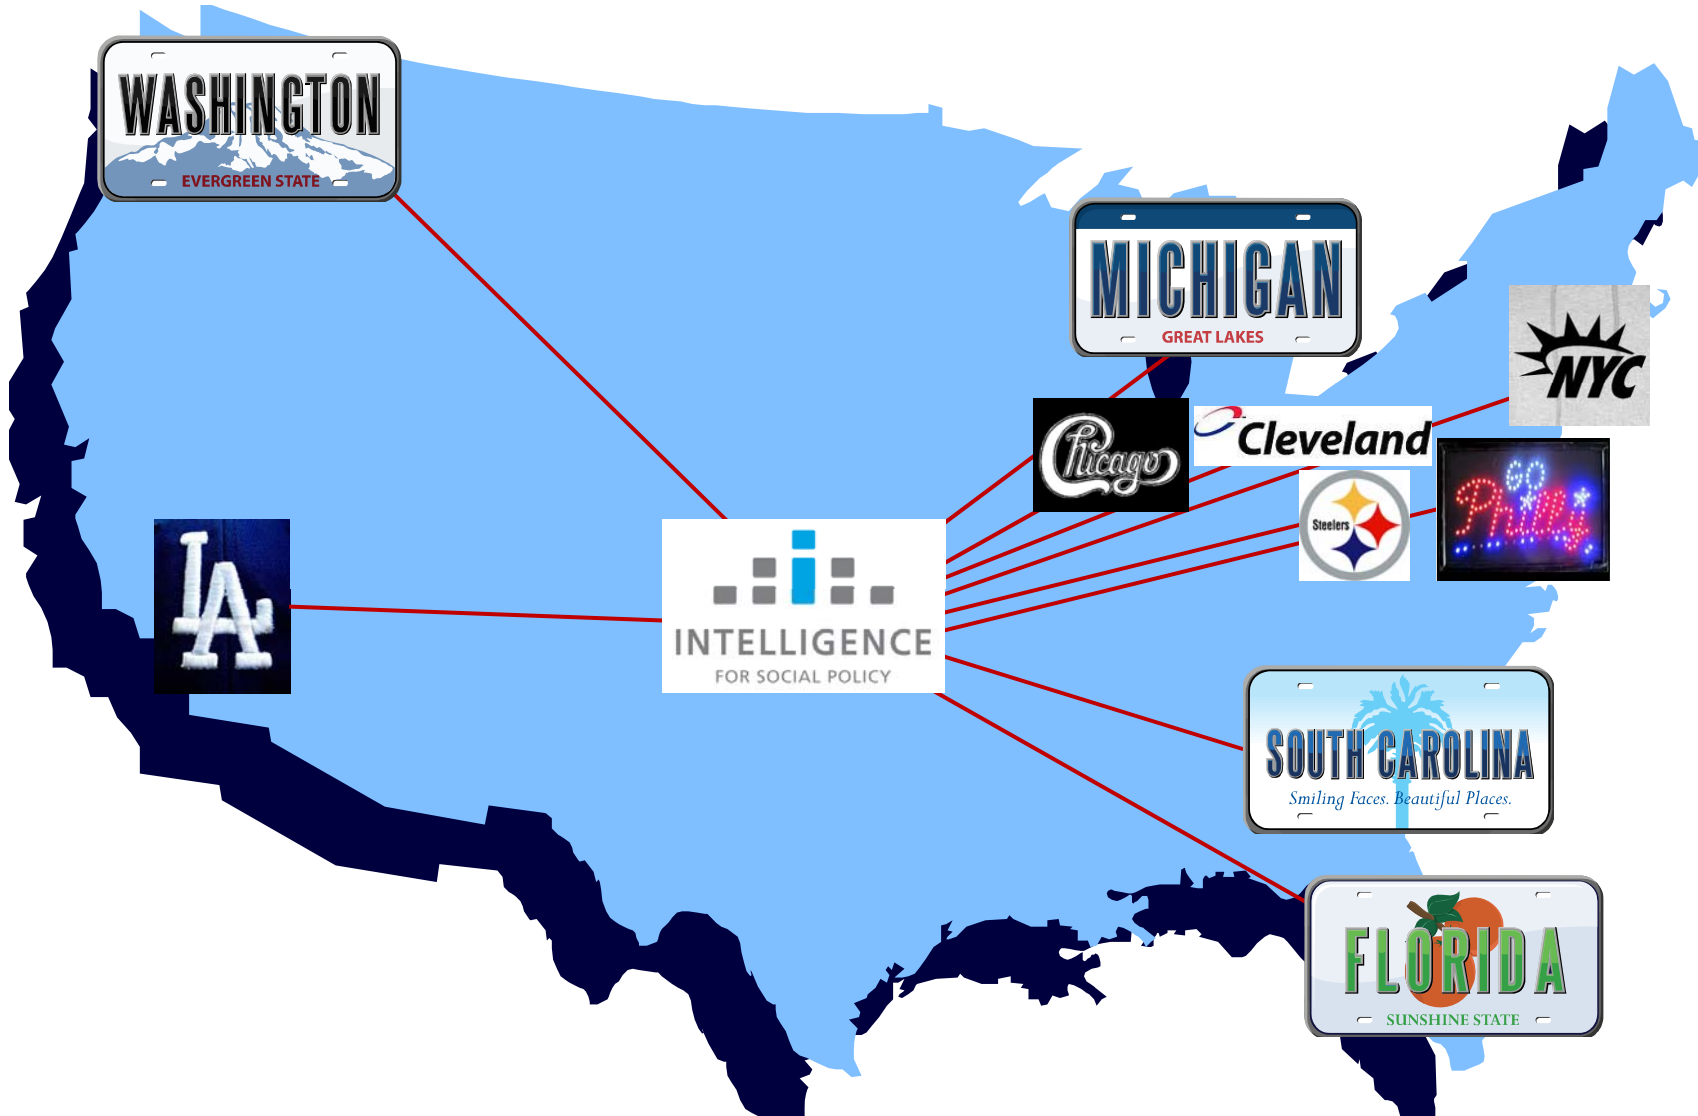 WASHINGTON
EVERGREEN STATE
MICHIGAN
GREAT LAKES
NYC
Chicago
Cleveland
Steelers
GO
Philly
LA
INTELLIGENCE
FOR SOCIAL POLICY
SOUTH CAROLINA
Smiling Faces. Beautiful Places.
FLORIDA
SUNSHINE STATE